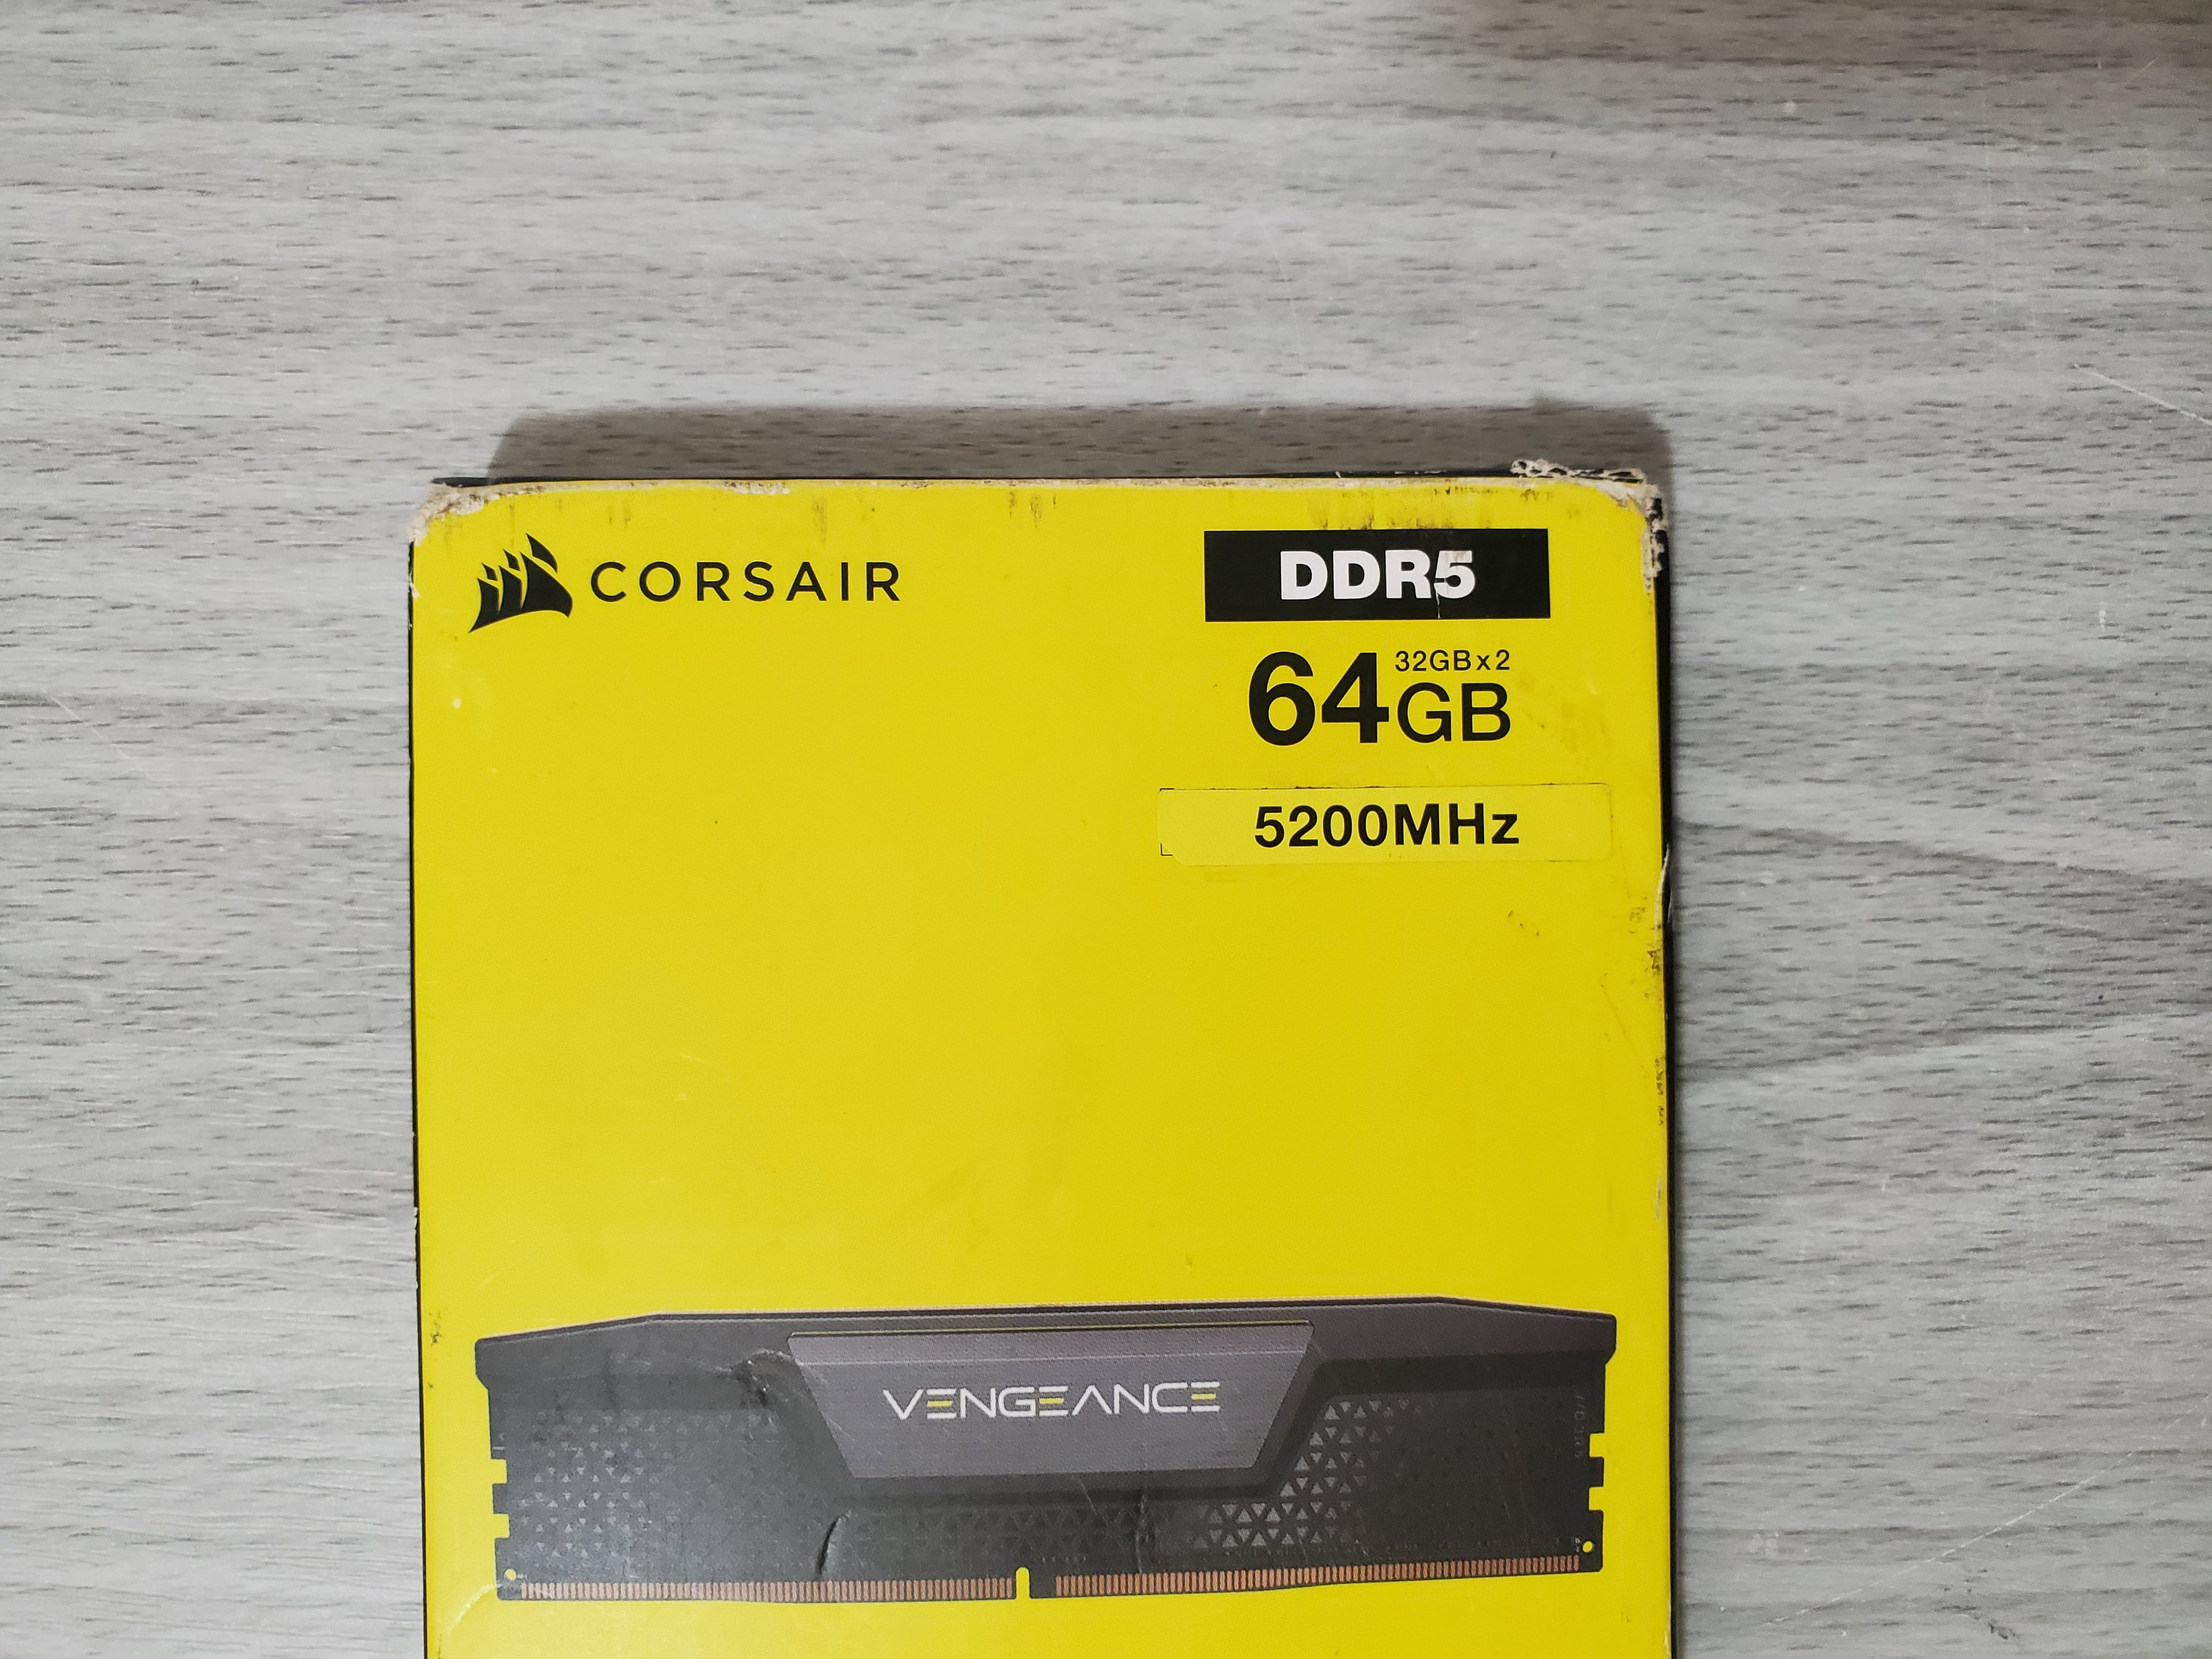 CORSAIR
DDR5
32GBx2
64GB
5200MHz
VENGEANCE